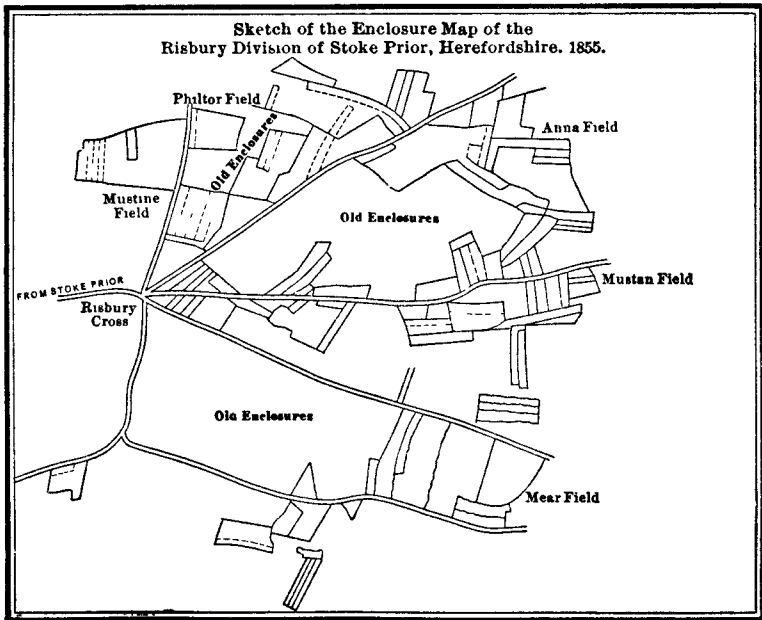 Sketch of the Enclosure Map of the
Risbury Division of Stoke Prior, Herefordshire. 1855.
Philtor Field
Anna Field
Old Enclosures
Mustine
Field
Old Enclosures
Mustan Field
FROM STOKE PRIOR
Risbury
Cross
Old Enclosures
Mear Field